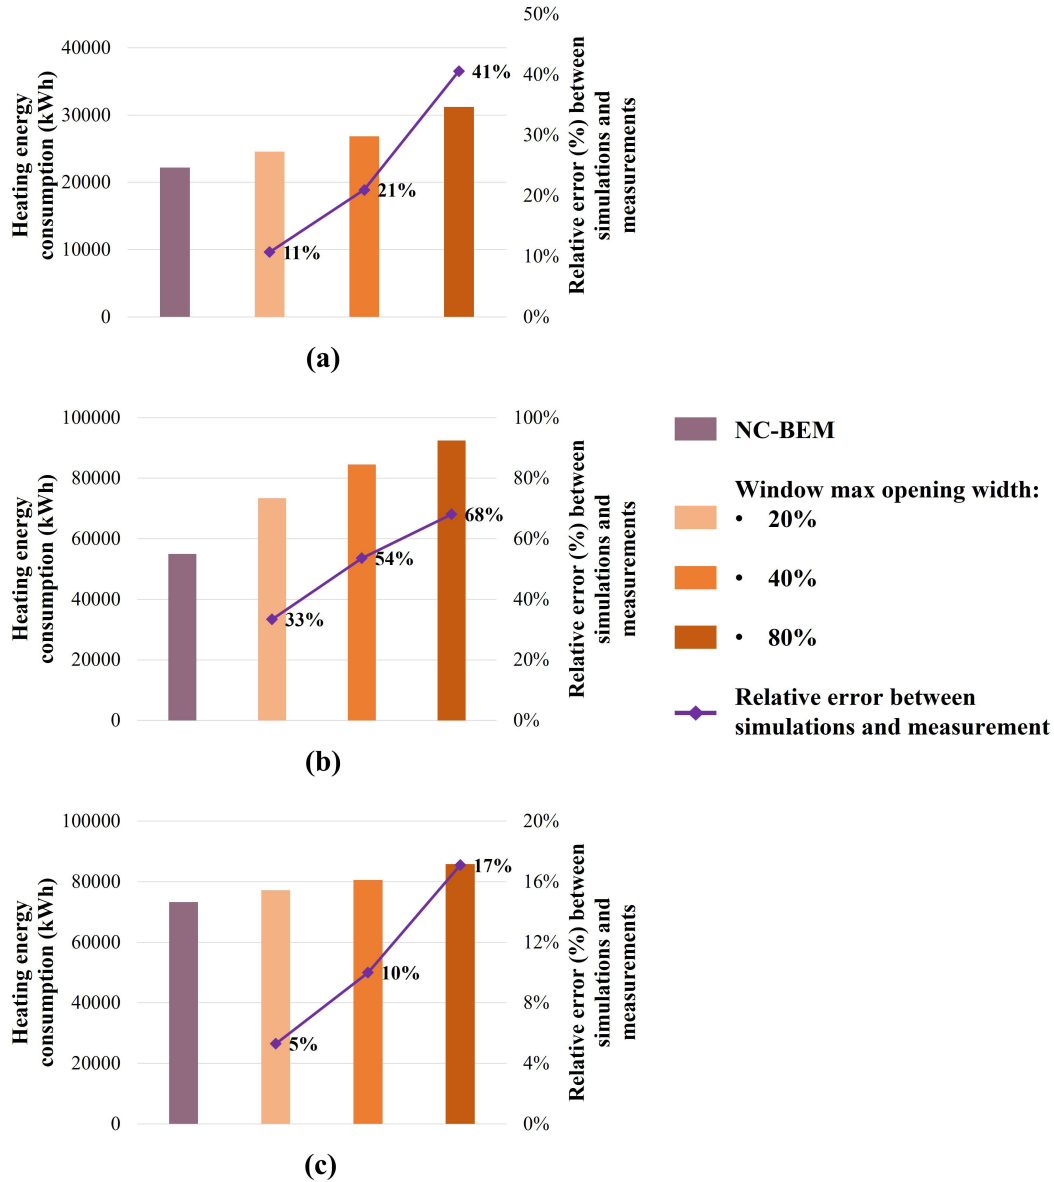 50%
40000
41%
40%
30000
30%
Heating energy
consumption (kWh)
Relative error (%) between
simulations and
measurements
20000
21%
20%
10000
11%
10%
0
0%
(a)
100000
100%
80000
80%
68%
60000
60%
54%
Heating energy
consumption (kWh)
Relative error (%) between
simulations and
measurements
40000
40%
33%
20000
20%
0
0%
(b)
NC-BEM
Window max opening width:
• 20%
• 40%
• 80%
Relative error between
simulations and measurement
100000
20%
17%
80000
16%
60000
12%
Heating energy
consumption (kWh)
Relative error (%) between
simulations and
measurements
10%
40000
8%
5%
20000
4%
0
0%
(c)